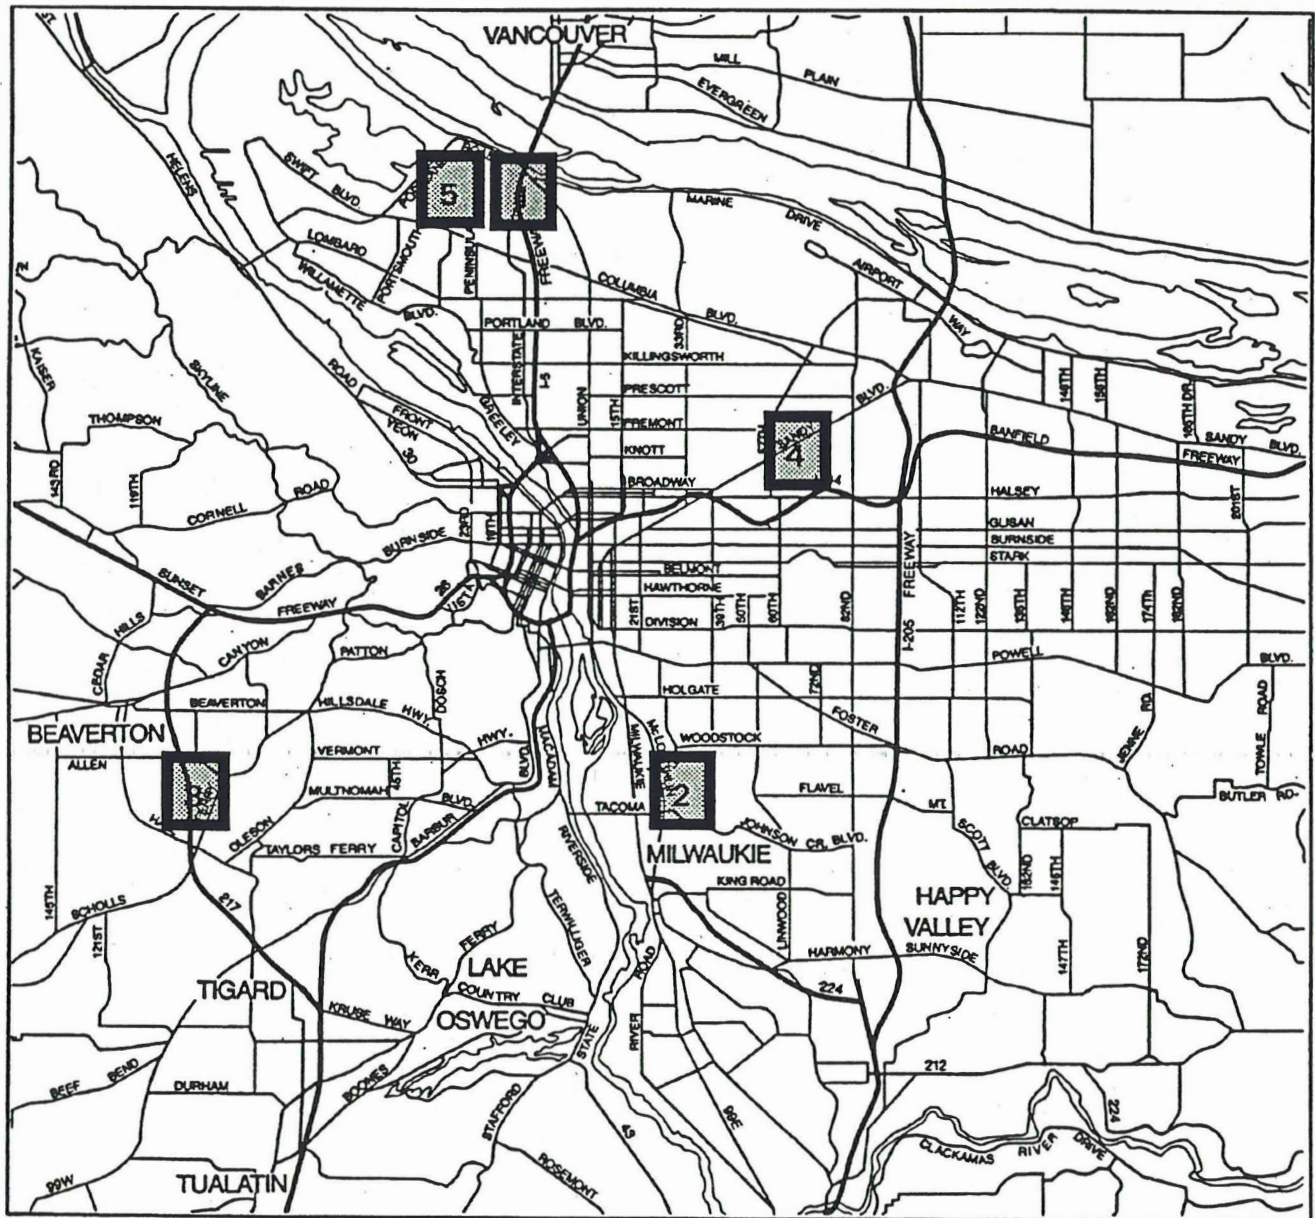 VANCOUVER
MILL
PLAIN
EVERGREEN
HELENS
SWIFT
BLVD.
5
1
MARINE
DRIVE
AIRPORT
WAY
LOMBARD
PORTSMOUTH
WILLAMETTE
BLVD.
FREEWAY
COLUMBIA
BLVD.
PORTLAND BLVD.
33RD
KILLINGSWORTH
INTERSTATE
I-5
PRESCOTT
UNION
15TH
FREMONT
KNOTT
BROADWAY
BLVD.
SANDY
4
148TH
158TH
185TH DR.
SANDY BLVD.
BANFIELD
FREEWAY
KAISER
SKYLINE
ROAD
THOMPSON
FRONT
YEON
GREELEY
143RD
119TH
CORNELL
ROAD
BURNSIDE
23RD
18TH
HALSEY
201ST
GLISAN
BURNSIDE
STARK
SUNSET
BARNES
FREEWAY
26
VISTA
BELMONT
HAWTHORNE
DIVISION
21ST
39TH
50TH
60TH
82ND
I-205
FREEWAY
112TH
122ND
136TH
148TH
162ND
174TH
182ND
POWELL
BLVD.
HILLS
CEDAR
CANYON
PATTON
DOSCH
BEAVERTON
HILLSDALE
HWY.
HOLGATE
72ND
FOSTER
ROAD
JENNE
RD.
TOWLE
ROAD
BEAVERTON
ALLEN
VERMONT
45TH
HWY.
BLVD.
MACADAM
MILWAUKIE
WOODSTOCK
MULTNOMAH
BLVD.
3
2
TACOMA
FLAVEL
MT.
SCOTT
BLVD.
BUTLER RD.
OLESON
TAYLORS FERRY
CAPITOL
BARBUR
RIVERSIDE
JOHNSON CR. BLVD.
CLATSOP
MILWAUKIE
KING ROAD
LINWOOD
152ND
145TH
HAPPY
VALLEY
217
SCHOLLS
121ST
FERRY
KERR
TERWILLIGER
ROAD
HARMONY
SUNNYSIDE
147TH
172ND
LAKE
OSWEGO
COUNTRY CLUB
224
TIGARD
KRUSE WAY
STATE
RIVER
BEEF BEND
DURHAM
BOONES
212
224
STAFFORD
43
99E
CLACKAMAS RIVER DRIVE
ROSEMONT
99W
TUALATIN